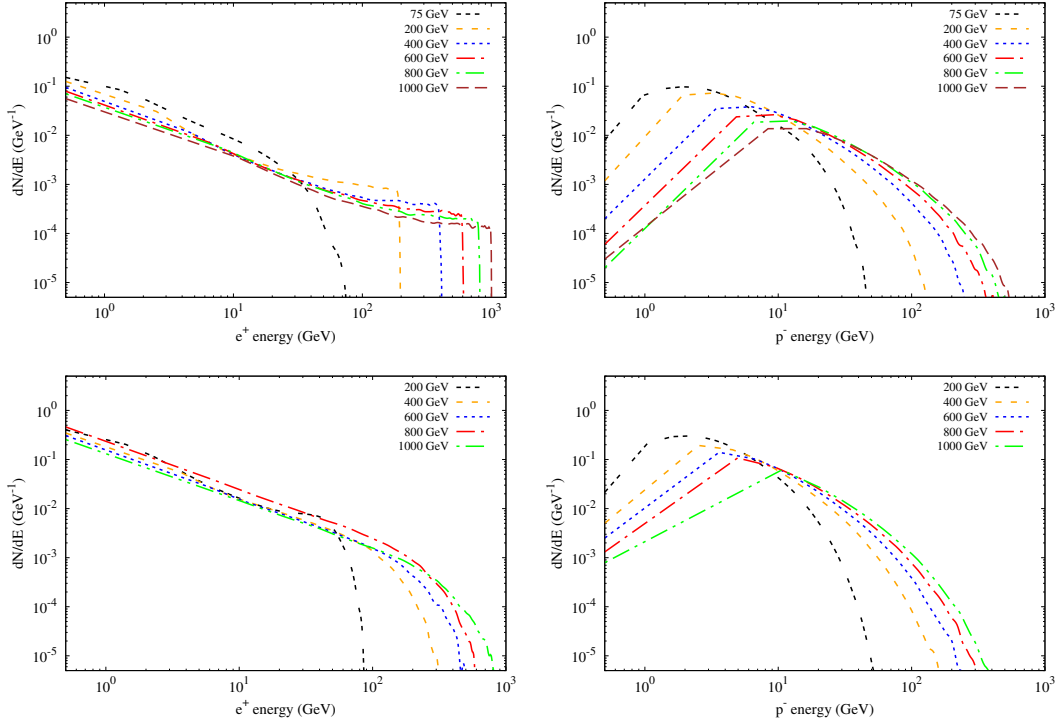 75 GeV
200 GeV
400 GeV
600 GeV
800 GeV
1000 GeV
dN/dE (GeV⁻¹)
10⁰
10⁻¹
10⁻²
10⁻³
10⁻⁴
10⁻⁵
10⁰ 10¹ 10² 10³
e⁺ energy (GeV)
75 GeV
200 GeV
400 GeV
600 GeV
800 GeV
1000 GeV
dN/dE (GeV⁻¹)
10⁰
10⁻¹
10⁻²
10⁻³
10⁻⁴
10⁻⁵
10⁰ 10¹ 10² 10³
p⁻ energy (GeV)
200 GeV
400 GeV
600 GeV
800 GeV
1000 GeV
dN/dE (GeV⁻¹)
10⁰
10⁻¹
10⁻²
10⁻³
10⁻⁴
10⁻⁵
10⁰ 10¹ 10² 10³
e⁺ energy (GeV)
200 GeV
400 GeV
600 GeV
800 GeV
1000 GeV
dN/dE (GeV⁻¹)
10⁰
10⁻¹
10⁻²
10⁻³
10⁻⁴
10⁻⁵
10⁰ 10¹ 10² 10³
p⁻ energy (GeV)